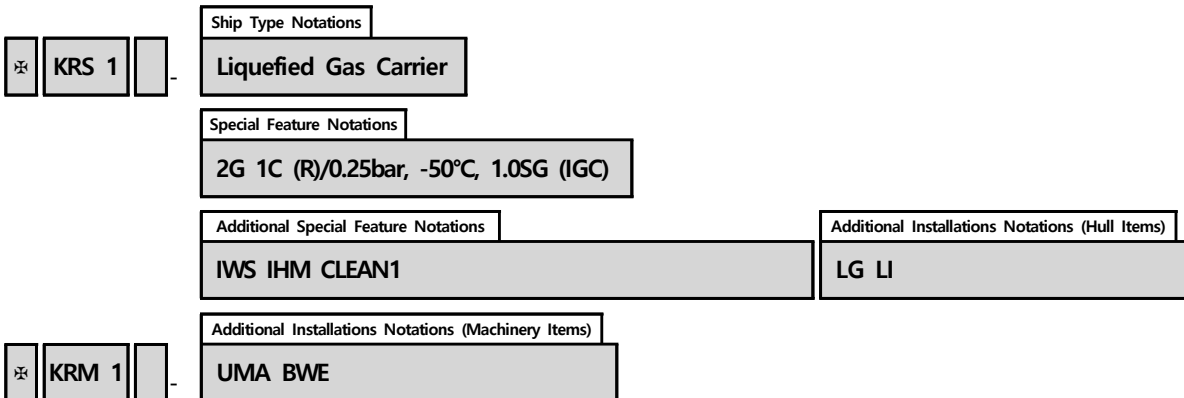 Ship Type Notations
✠ KRS 1 - Liquefied Gas Carrier
Special Feature Notations
2G 1C (R)/0.25bar, -50°C, 1.0SG (IGC)
Additional Special Feature Notations Additional Installations Notations (Hull Items)
IWS IHM CLEAN1 LG LI
Additional Installations Notations (Machinery Items)
✠ KRM 1 - UMA BWE